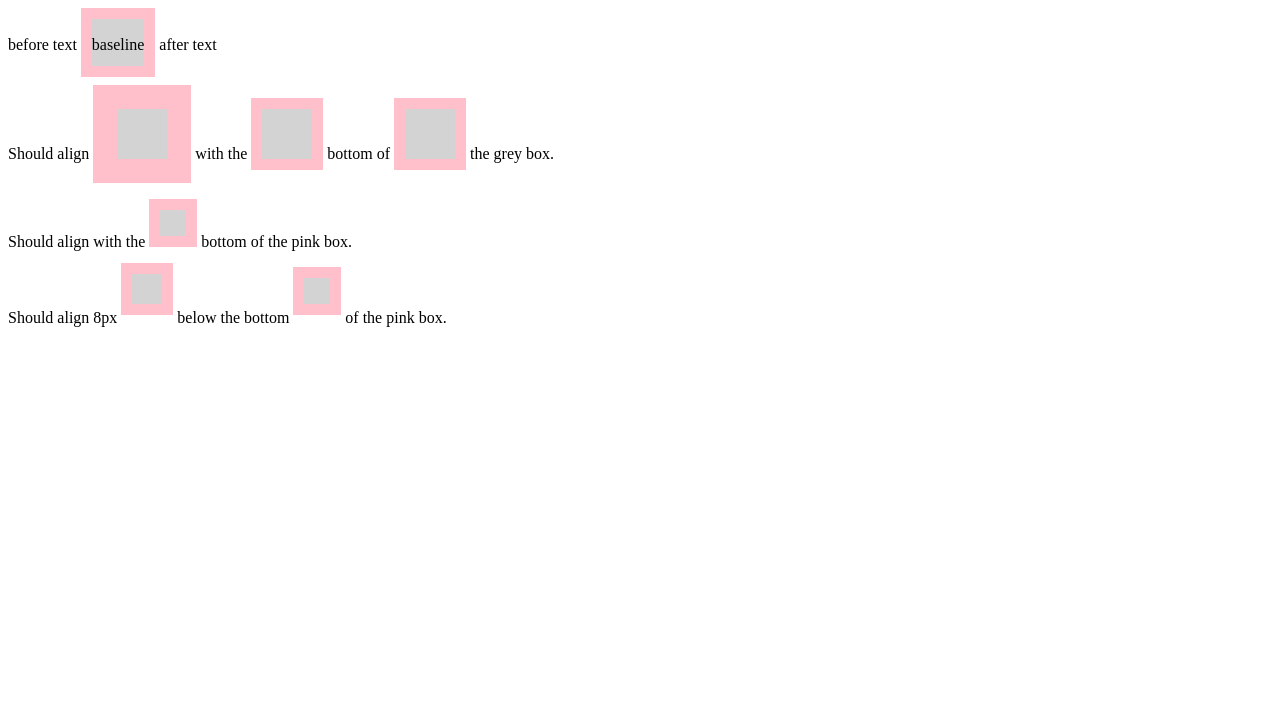 before text baseline after text
Should align with the bottom of the grey box.
Should align with the bottom of the pink box.
Should align 8px below the bottom of the pink box.